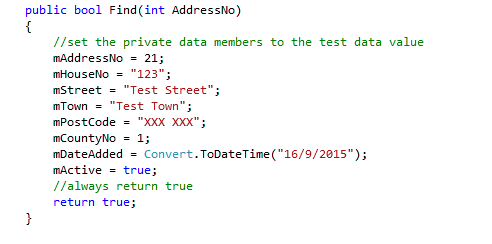 public bool Find(int AddressNo)
{
    //set the private data members to the test data value
    mAddressNo = 21;
    mHouseNo = "123";
    mStreet = "Test Street";
    mTown = "Test Town";
    mPostCode = "XXX XXX";
    mCountyNo = 1;
    mDateAdded = Convert.ToDateTime("16/9/2015");
    mActive = true;
    //always return true
    return true;
}